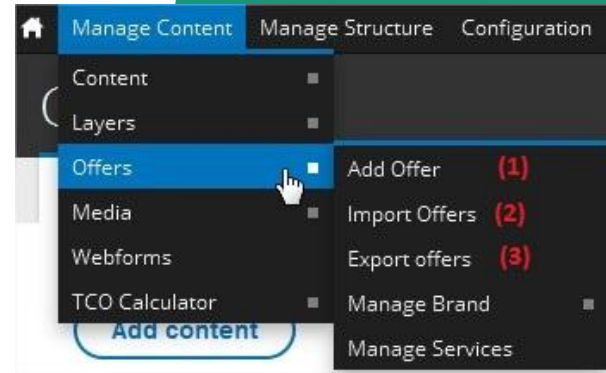 Manage Content Manage Structure Configuration
Content
Layers
Offers
Add Offer (1)
Media
Import Offers (2)
Webforms
Export offers (3)
TCO Calculator
Manage Brand
Add content
Manage Services